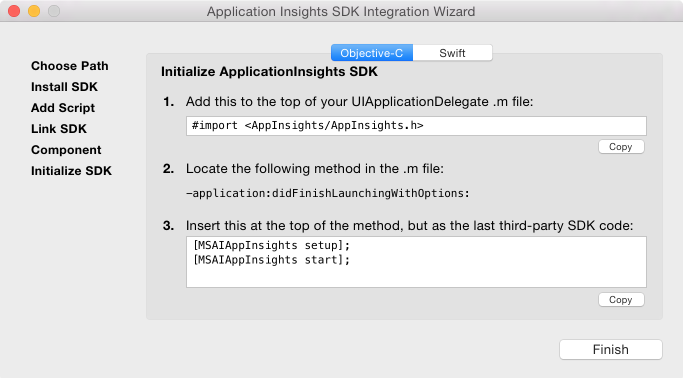 Application Insights SDK Integration Wizard
Choose Path
Install SDK
Add Script
Link SDK
Component
Initialize SDK
Objective-C
Swift
Initialize ApplicationInsights SDK
1. Add this to the top of your UIApplicationDelegate .m file:
#import <AppInsights/AppInsights.h>
Copy
2. Locate the following method in the .m file:
-application:didFinishLaunchingWithOptions:
3. Insert this at the top of the method, but as the last third-party SDK code:
[MSAIAppInsights setup];
[MSAIAppInsights start];
Copy
Finish